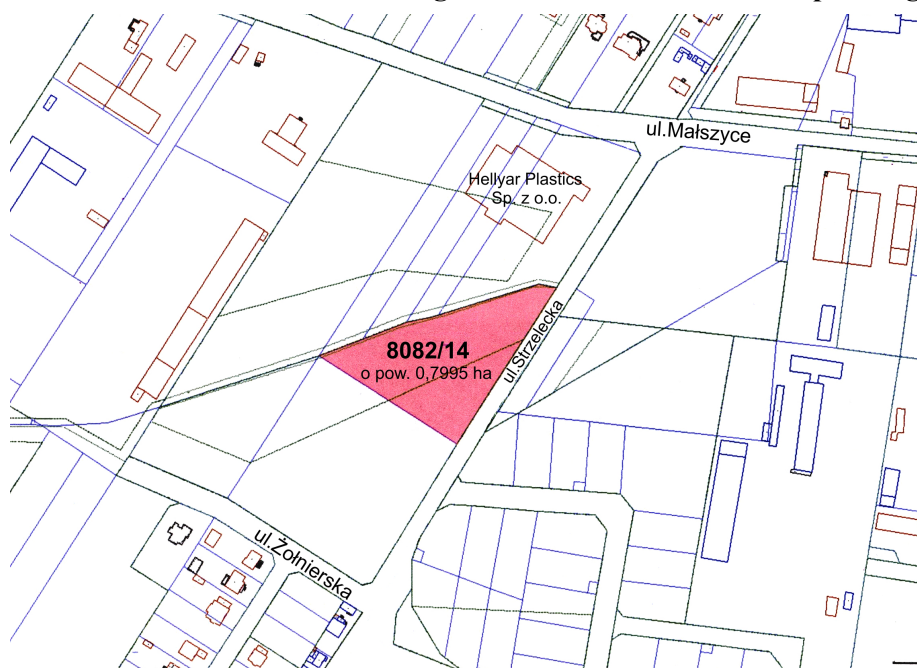 ul.Małszyce
Hellyar Plastics
Sp. z o.o.
8082/14
o pow. 0,7995 ha
ul.Strzelecka
ul.Żołnierska